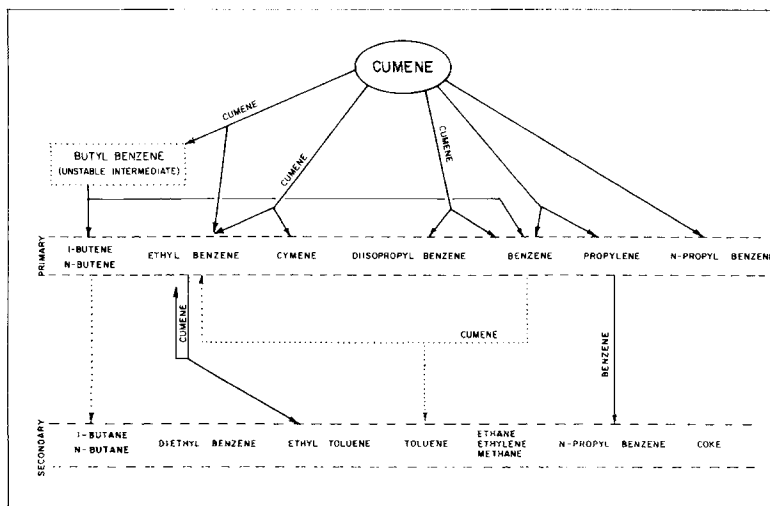 CUMENE
CUMENE
CUMENE
CUMENE
BUTYL BENZENE
(UNSTABLE INTERMEDIATE)
PRIMARY
I-BUTENE
N-BUTENE
ETHYL BENZENE
CYMENE
DIISOPROPYL BENZENE
BENZENE
PROPYLENE
N-PROPYL BENZENE
CUMENE
CUMENE
BENZENE
SECONDARY
I-BUTANE
N-BUTANE
DIETHYL BENZENE
ETHYL TOLUENE
TOLUENE
ETHANE
ETHYLENE
METHANE
N-PROPYL BENZENE
COKE